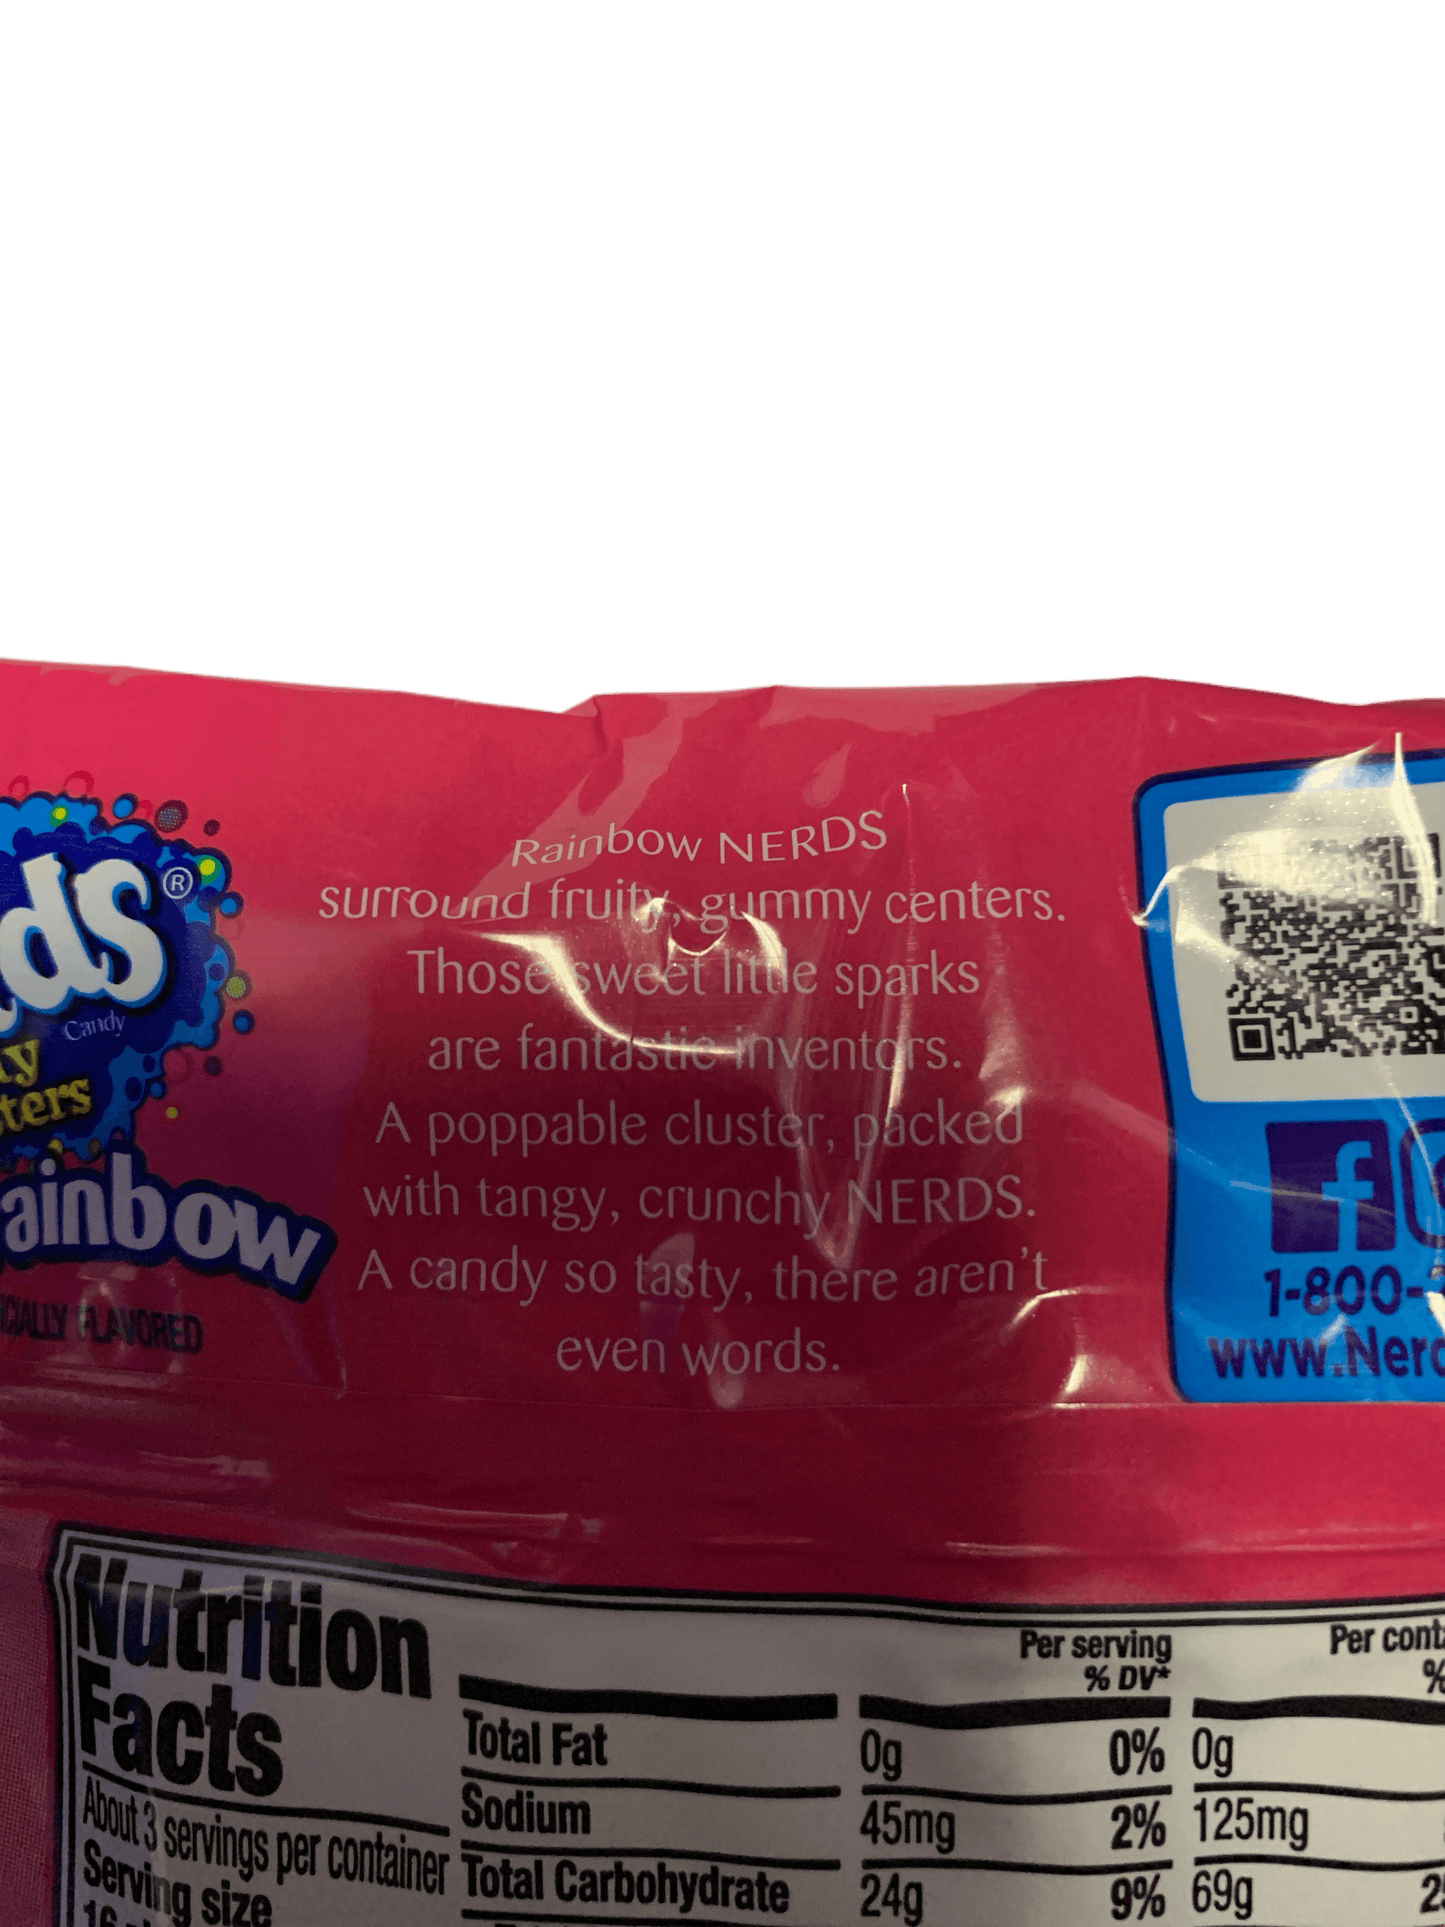 ds®
Candy
ainbow
FLAVORED
Rainbow NERDS
surround fruity, gummy centers.
Those sweet little sparks
are fantastic inventors.
A poppable cluster, packed
with tangy, crunchy NERDS.
A candy so tasty, there aren't
even words.
f
1-800-
www.Nerd
Nutrition
Facts
About 3 servings per container
Serving size
Per serving
% DV*
Per cont
%
Total Fat 0g 0% 0g
Sodium 45mg 2% 125mg
Total Carbohydrate 24g 9% 69g